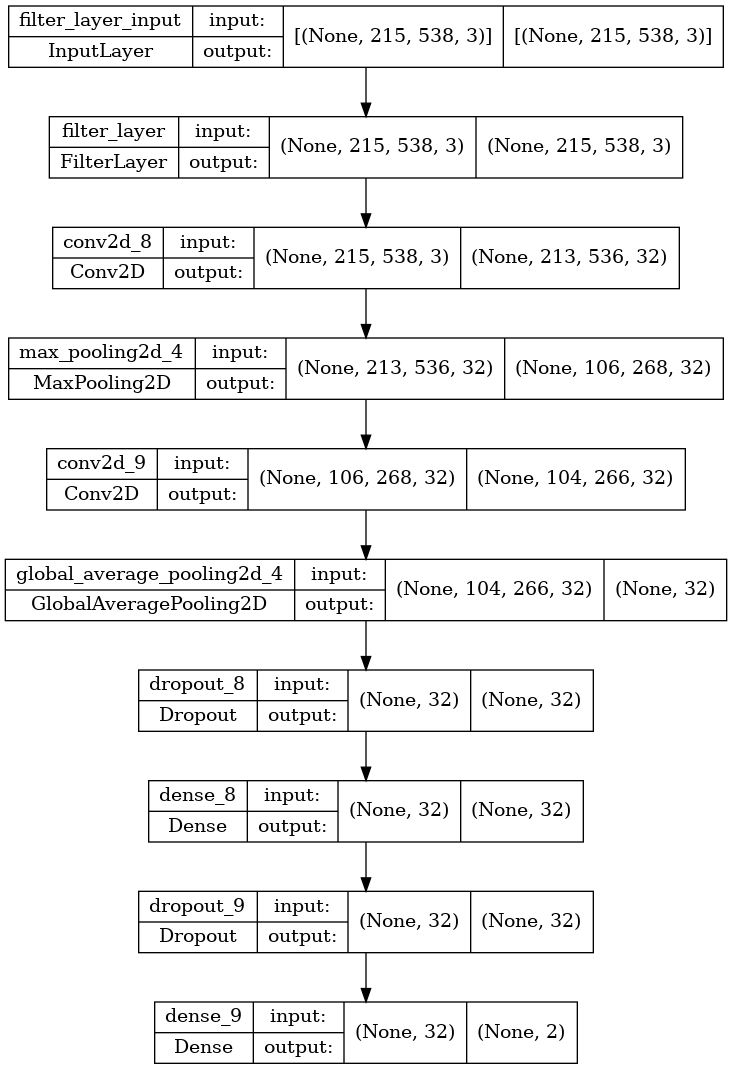 filter_layer_input input: [(None, 215, 538, 3)] [(None, 215, 538, 3)]
InputLayer output:
filter_layer input: (None, 215, 538, 3) (None, 215, 538, 3)
FilterLayer output:
conv2d_8 input: (None, 215, 538, 3) (None, 213, 536, 32)
Conv2D output:
max_pooling2d_4 input: (None, 213, 536, 32) (None, 106, 268, 32)
MaxPooling2D output:
conv2d_9 input: (None, 106, 268, 32) (None, 104, 266, 32)
Conv2D output:
global_average_pooling2d_4 input: (None, 104, 266, 32) (None, 32)
GlobalAveragePooling2D output:
dropout_8 input: (None, 32) (None, 32)
Dropout output:
dense_8 input: (None, 32) (None, 32)
Dense output:
dropout_9 input: (None, 32) (None, 32)
Dropout output:
dense_9 input: (None, 32) (None, 2)
Dense output: